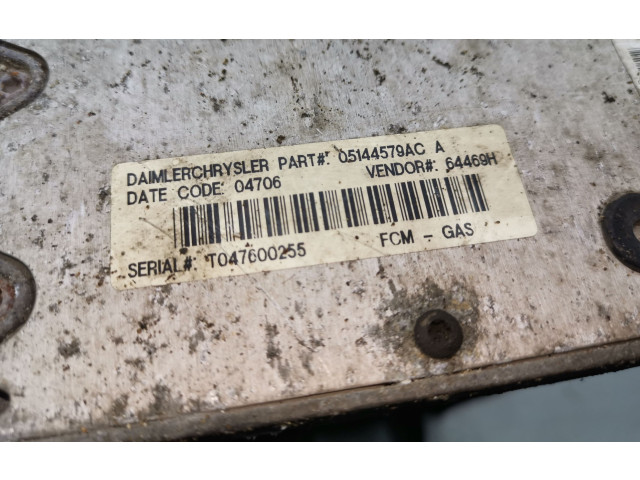 DAIMLERCHRYSLER PART#: 05144579AC A
DATE CODE: 04706 VENDOR#: 64469H
SERIAL#: T047600255 FCM - GAS